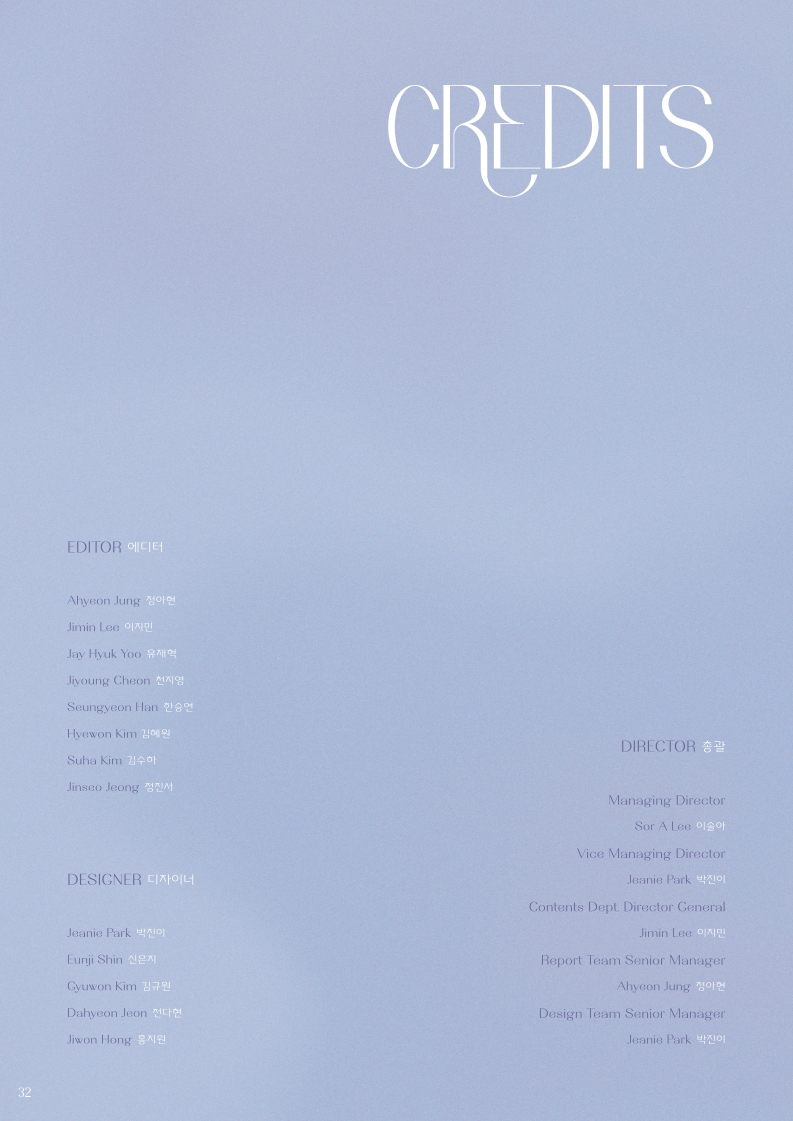 CREDITS
EDITOR 에디터
Ahyeon Jung 정아현
Jimin Lee 이지민
Jay Hyuk Yoo 유재혁
Jiyoung Cheon 천지영
Seungyeon Han 한승연
Hyewon Kim 김혜원
Suha Kim 김수하
Jinseo Jeong 정진서
DESIGNER 디자이너
Jeanie Park 박진이
Eunji Shin 신은지
Gyuwon Kim 김규원
Dahyeon Jeon 전다현
Jiwon Hong 홍지원
DIRECTOR 총괄
Managing Director
Sor A Lee 이솔아
Vice Managing Director
Jeanie Park 박진이
Contents Dept. Director General
Jimin Lee 이지민
Report Team Senior Manager
Ahyeon Jung 정아현
Design Team Senior Manager
Jeanie Park 박진이
32